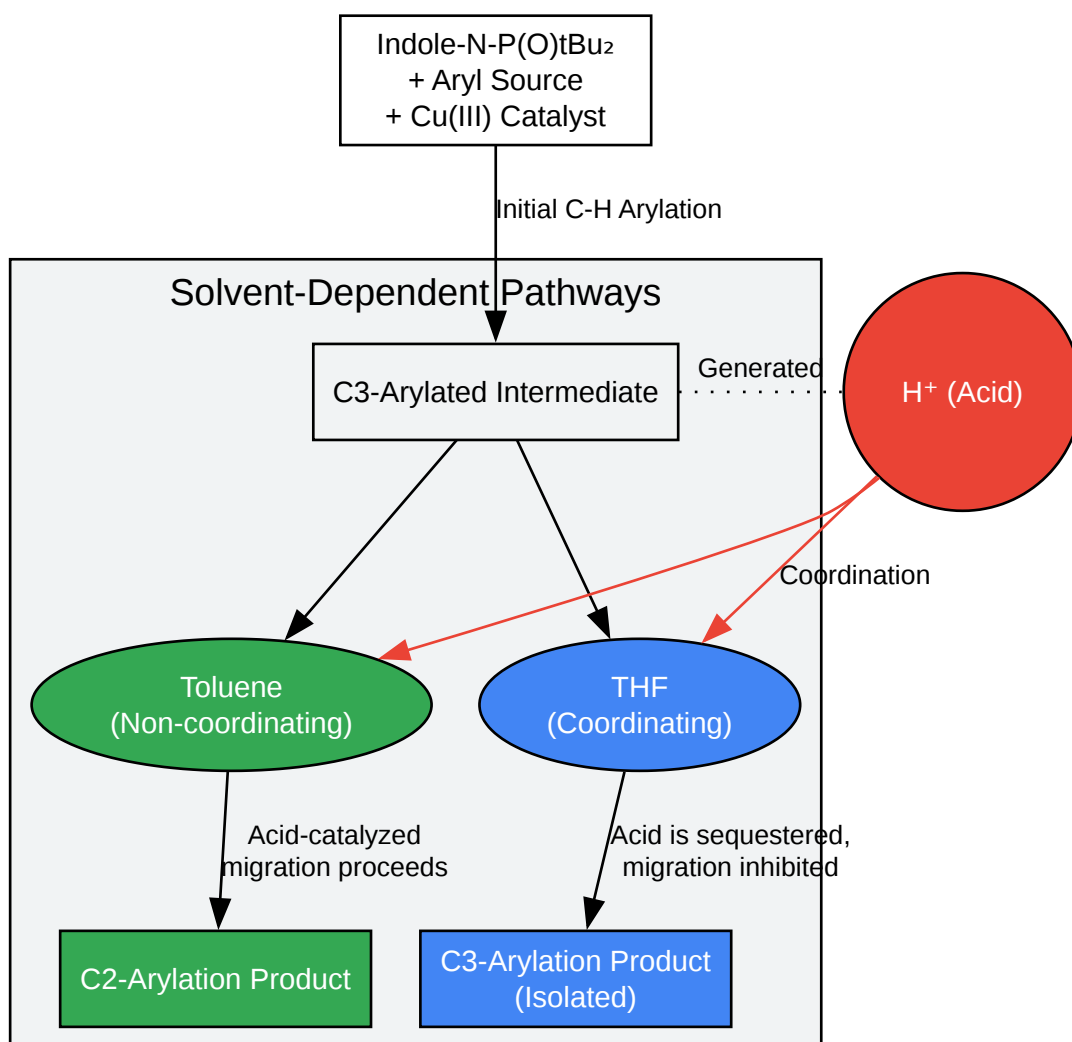 Indole-N-P(O)tBu₂
+ Aryl Source
+ Cu(III) Catalyst
Initial C-H Arylation
Solvent-Dependent Pathways
Generated
C3-Arylated Intermediate
H⁺ (Acid)
Coordination
Toluene
(Non-coordinating)
THF
(Coordinating)
Acid-catalyzed
migration proceeds
Acid is sequestered,
migration inhibited
C2-Arylation Product
C3-Arylation Product
(Isolated)